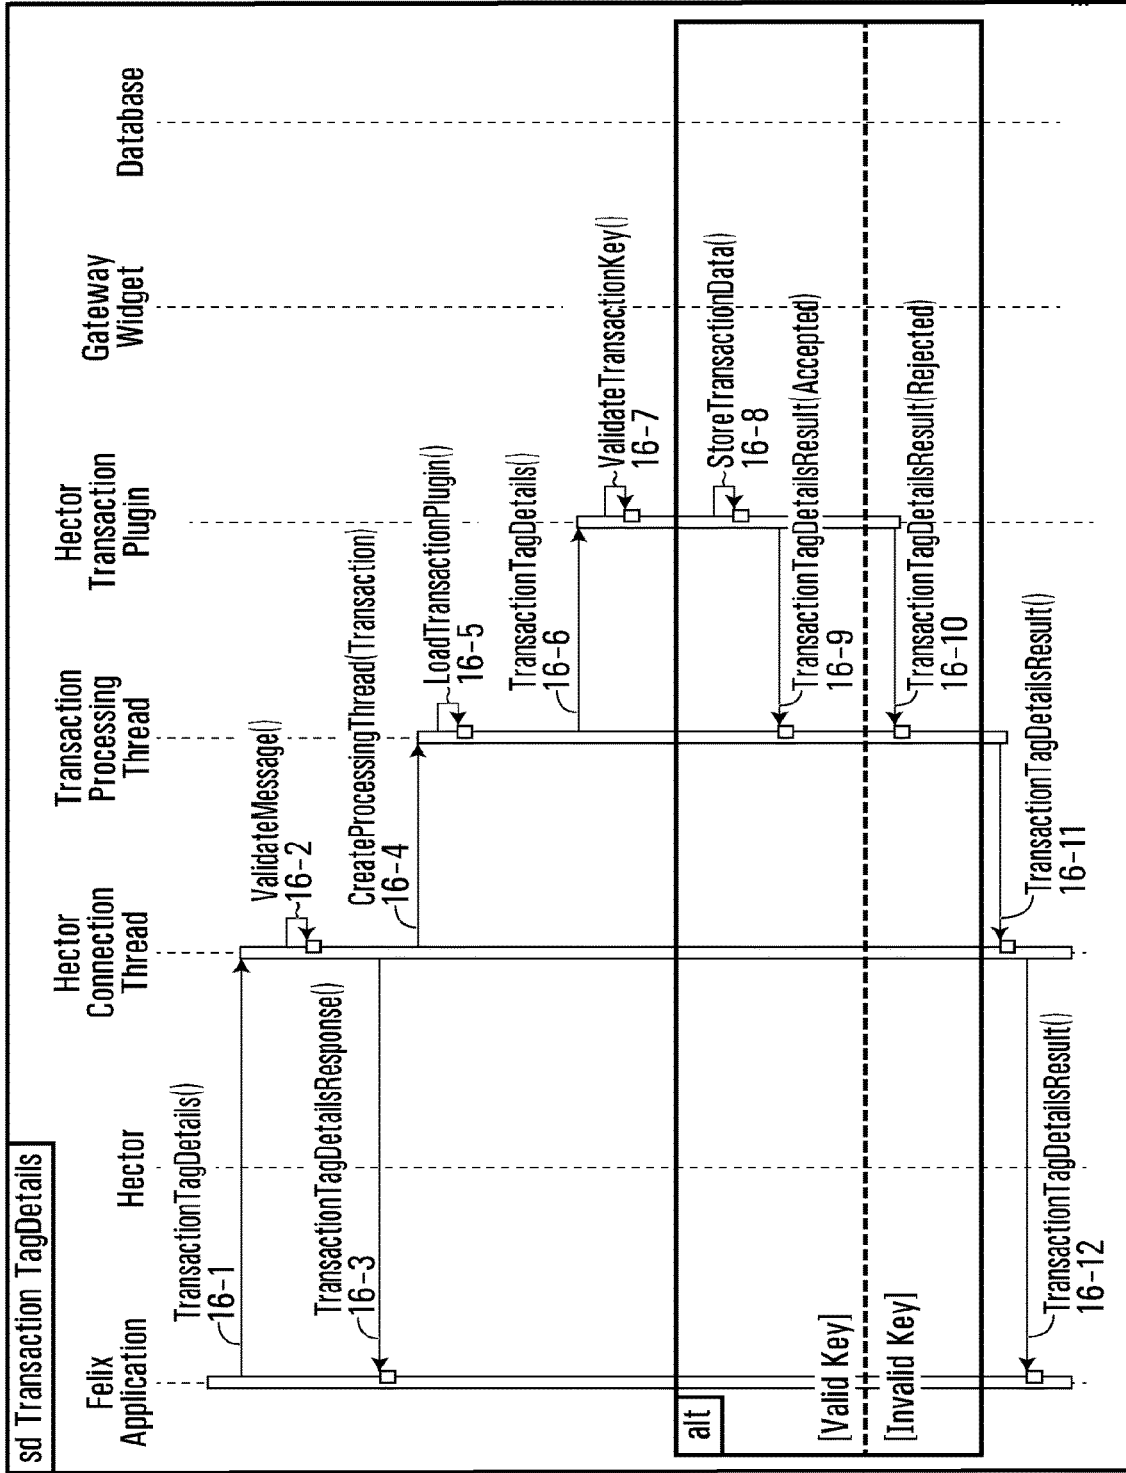 sd Transaction TagDetails
Felix
Application
Hector
Hector
Connection
Thread
Transaction
Processing
Thread
Hector
Transaction
Plugin
Gateway
Widget
Database
TransactionTagDetails()
16-1
ValidateMessage()
16-2
TransactionTagDetailsResponse()
16-3
CreateProcessingThread(Transaction)
16-4
LoadTransactionPlugin()
16-5
TransactionTagDetails()
16-6
ValidateTransactionKey()
16-7
alt
StoreTransactionData()
16-8
TransactionTagDetailsResult(Accepted)
16-9
[Valid Key]
[Invalid Key]
TransactionTagDetailsResult(Rejected)
16-10
TransactionTagDetailsResult()
16-11
TransactionTagDetailsResult()
16-12